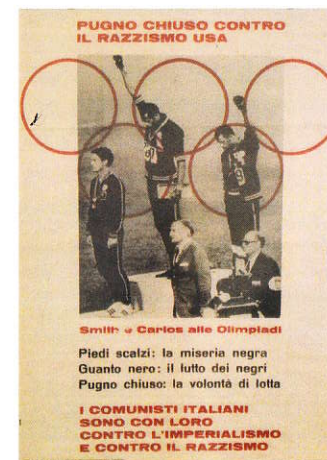 PUGNO CHIUSO CONTRO
IL RAZZISMO USA
Smith e Carlos alle Olimpiadi
Piedi scalzi: la miseria negra
Guanto nero: il lutto dei negri
Pugno chiuso: la volontà di lotta
I COMUNISTI ITALIANI
SONO CON LORO
CONTRO L'IMPERIALISMO
E CONTRO IL RAZZISMO